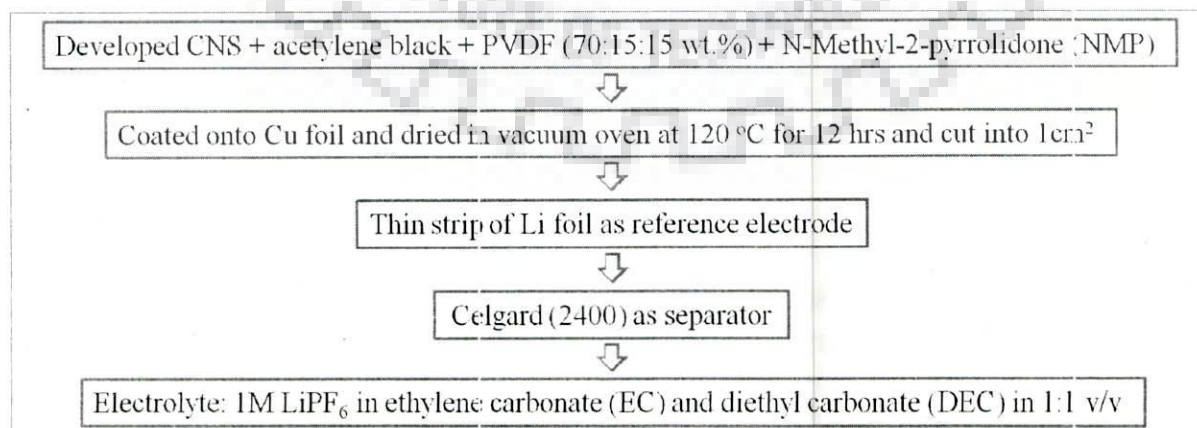 Developed CNS + acetylene black + PVDF (70:15:15 wt.%) + N-Methyl-2-pyrrolidone (NMP)
Coated onto Cu foil and dried in vacuum oven at 120 °C for 12 hrs and cut into 1cm²
Thin strip of Li foil as reference electrode
Celgard (2400) as separator
Electrolyte: 1M LiPF₆ in ethylene carbonate (EC) and diethyl carbonate (DEC) in 1:1 v/v